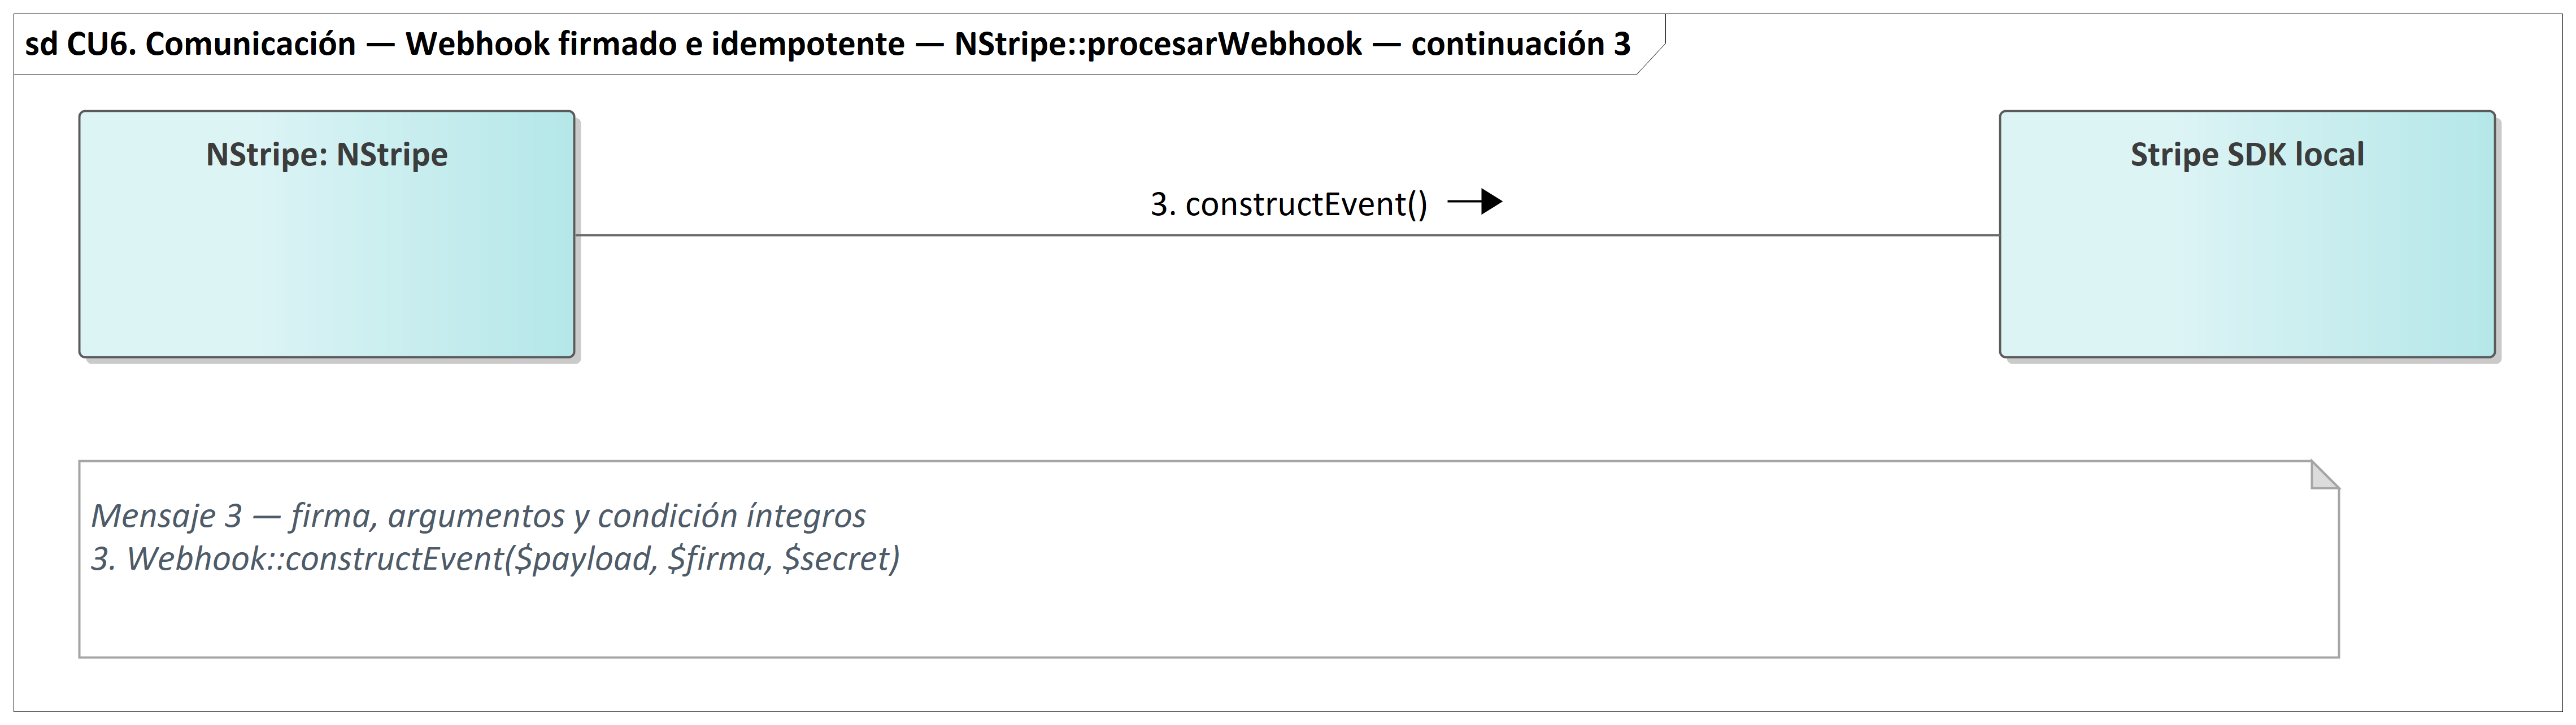 sd CU6. Comunicación — Webhook firmado e idempotente — NStripe::procesarWebhook — continuación 3
NStripe: NStripe
Stripe SDK local
3. constructEvent()
Mensaje 3 — firma, argumentos y condición íntegros
3. Webhook::constructEvent($payload, $firma, $secret)